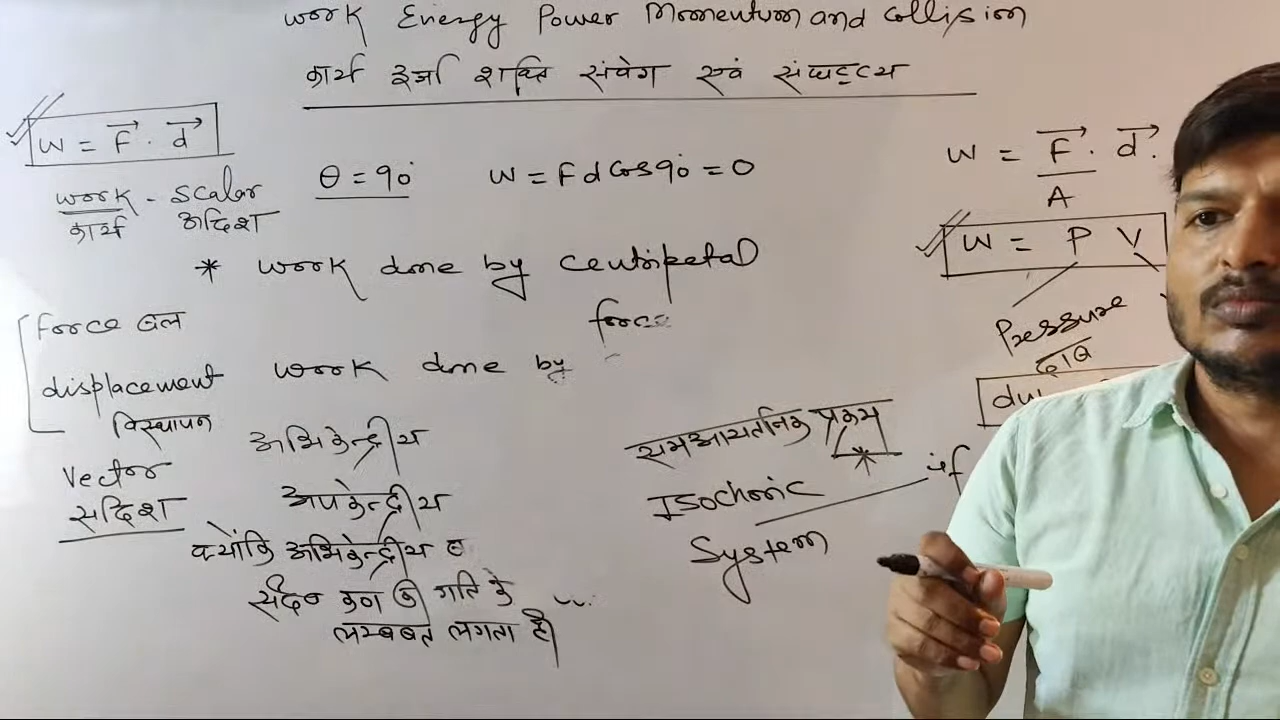 work Energy Power Momentum and collision
कार्य ऊर्जा शक्ति संवेग एवं
W = F⃗ . d⃗
work - scalar
कार्य अदिश
θ = 90° W = Fd Cos 90° = 0
* work done by centripetal
force
Force बल
displacement
विस्थापन
Vector
सदिश
work done by
अभिकेन्द्रीय
अपकेन्द्रीय
क्योंकि अभिकेन्द्रीय
सदैव कण की गति के
लम्बवत लगता है
W = F⃗ . d⃗.
A
W = P V
Pressure
दाब
समआयतनिक प्रक्रम
*
Isochoric
System
if